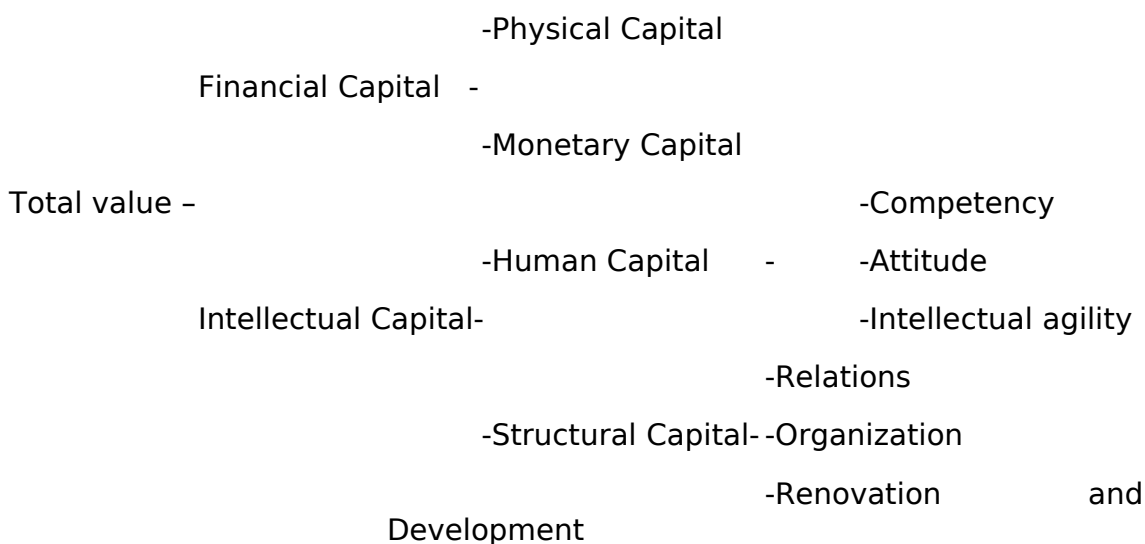 -Physical Capital
Financial Capital -
-Monetary Capital
Total value – -Competency
-Human Capital - -Attitude
Intellectual Capital- -Intellectual agility
-Relations
-Structural Capital- -Organization
-Renovation and
Development